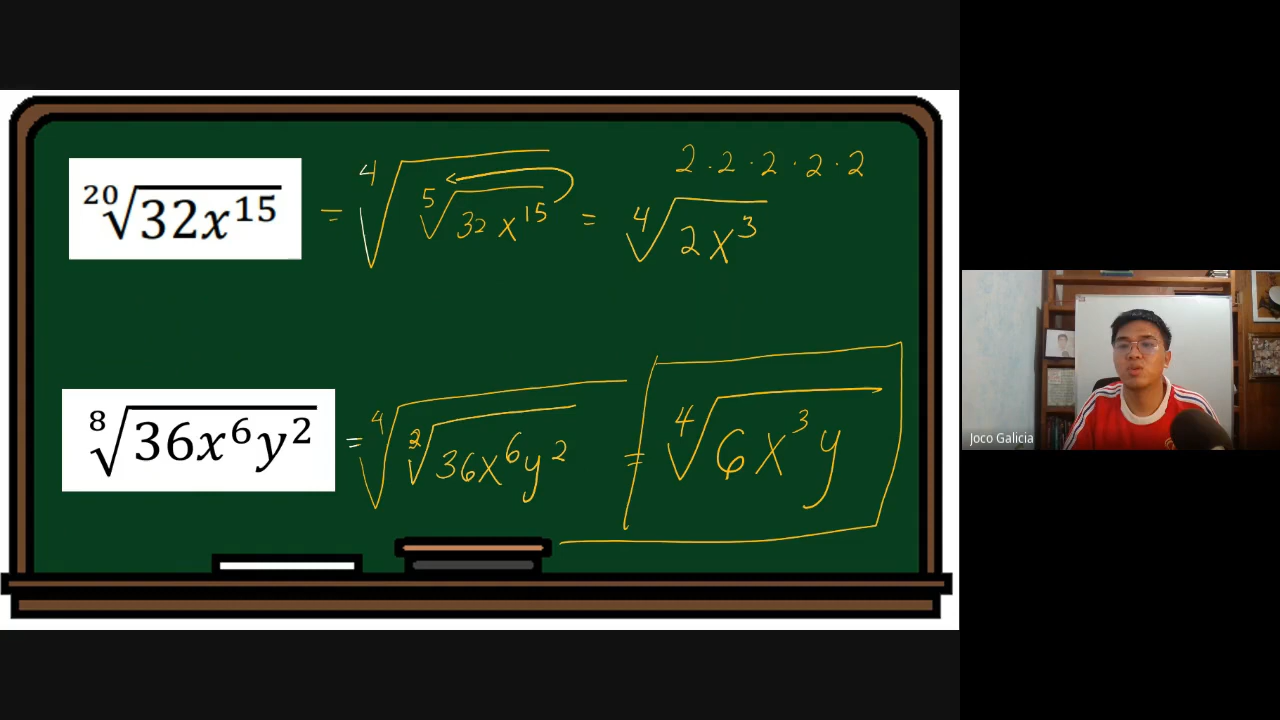 2 · 2 · 2 · 2 · 2
²⁰√32x¹⁵ = ⁴√⁵√32x¹⁵ = ⁴√2x³
⁸√36x⁶y² = ⁴√²√36x⁶y² = ⁴√6x³y
Joco Galicia